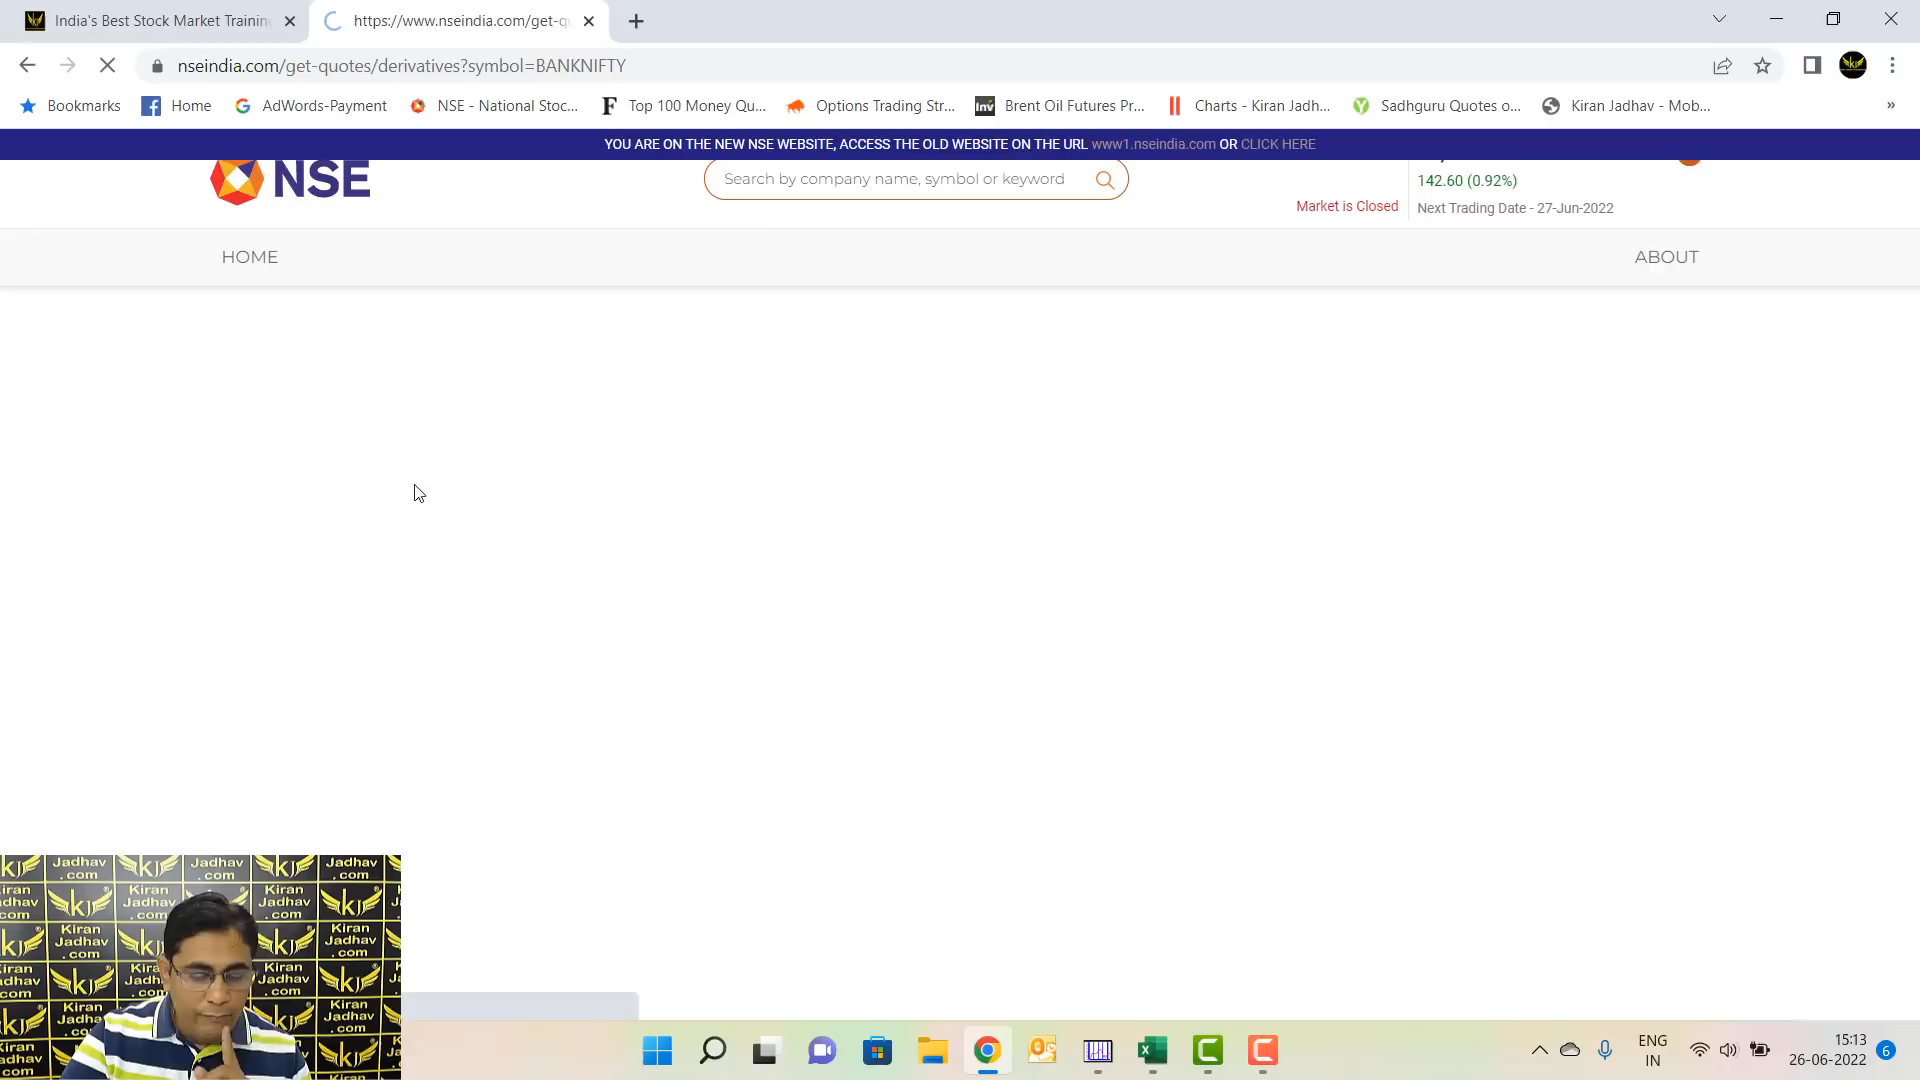 India's Best Stock Market Training
https://www.nseindia.com/get-qu
nseindia.com/get-quotes/derivatives?symbol=BANKNIFTY
Bookmarks
Home
AdWords-Payment
NSE - National Stoc...
Top 100 Money Qu...
Options Trading Str...
Inv
Brent Oil Futures Pr...
Charts - Kiran Jadh...
Sadhguru Quotes o...
Kiran Jadhav - Mob...
YOU ARE ON THE NEW NSE WEBSITE, ACCESS THE OLD WEBSITE ON THE URL www1.nseindia.com OR CLICK HERE
NSE
Search by company name, symbol or keyword
142.60 (0.92%)
Market is Closed
Next Trading Date - 27-Jun-2022
HOME
ABOUT
Kiran
Jadhav
.com
ENG
IN
15:13
26-06-2022
6